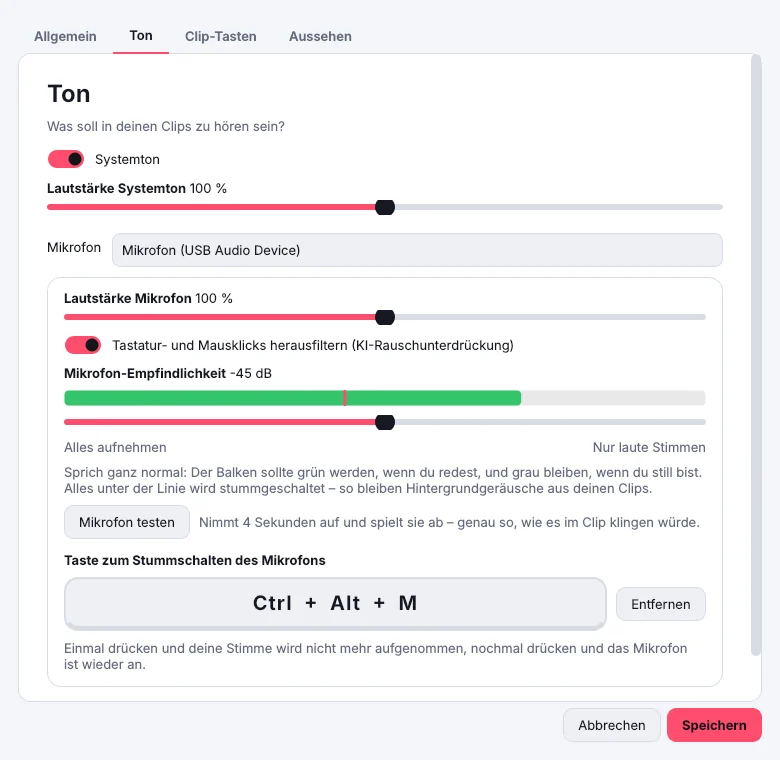 Allgemein Ton Clip-Tasten Aussehen
Ton
Was soll in deinen Clips zu hören sein?
Systemton
Lautstärke Systemton 100 %
Mikrofon Mikrofon (USB Audio Device)
Lautstärke Mikrofon 100 %
Tastatur- und Mausklicks herausfiltern (KI-Rauschunterdrückung)
Mikrofon-Empfindlichkeit -45 dB
Alles aufnehmen Nur laute Stimmen
Sprich ganz normal: Der Balken sollte grün werden, wenn du redest, und grau bleiben, wenn du still bist.
Alles unter der Linie wird stummgeschaltet – so bleiben Hintergrundgeräusche aus deinen Clips.
Mikrofon testen Nimmt 4 Sekunden auf und spielt sie ab – genau so, wie es im Clip klingen würde.
Taste zum Stummschalten des Mikrofons
Ctrl + Alt + M Entfernen
Einmal drücken und deine Stimme wird nicht mehr aufgenommen, nochmal drücken und das Mikrofon
ist wieder an.
Abbrechen Speichern